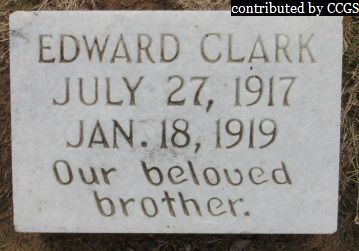 contributed by CCGS
EDWARD CLARK
JULY 27, 1917
JAN. 18, 1919
Our beloved
brother.